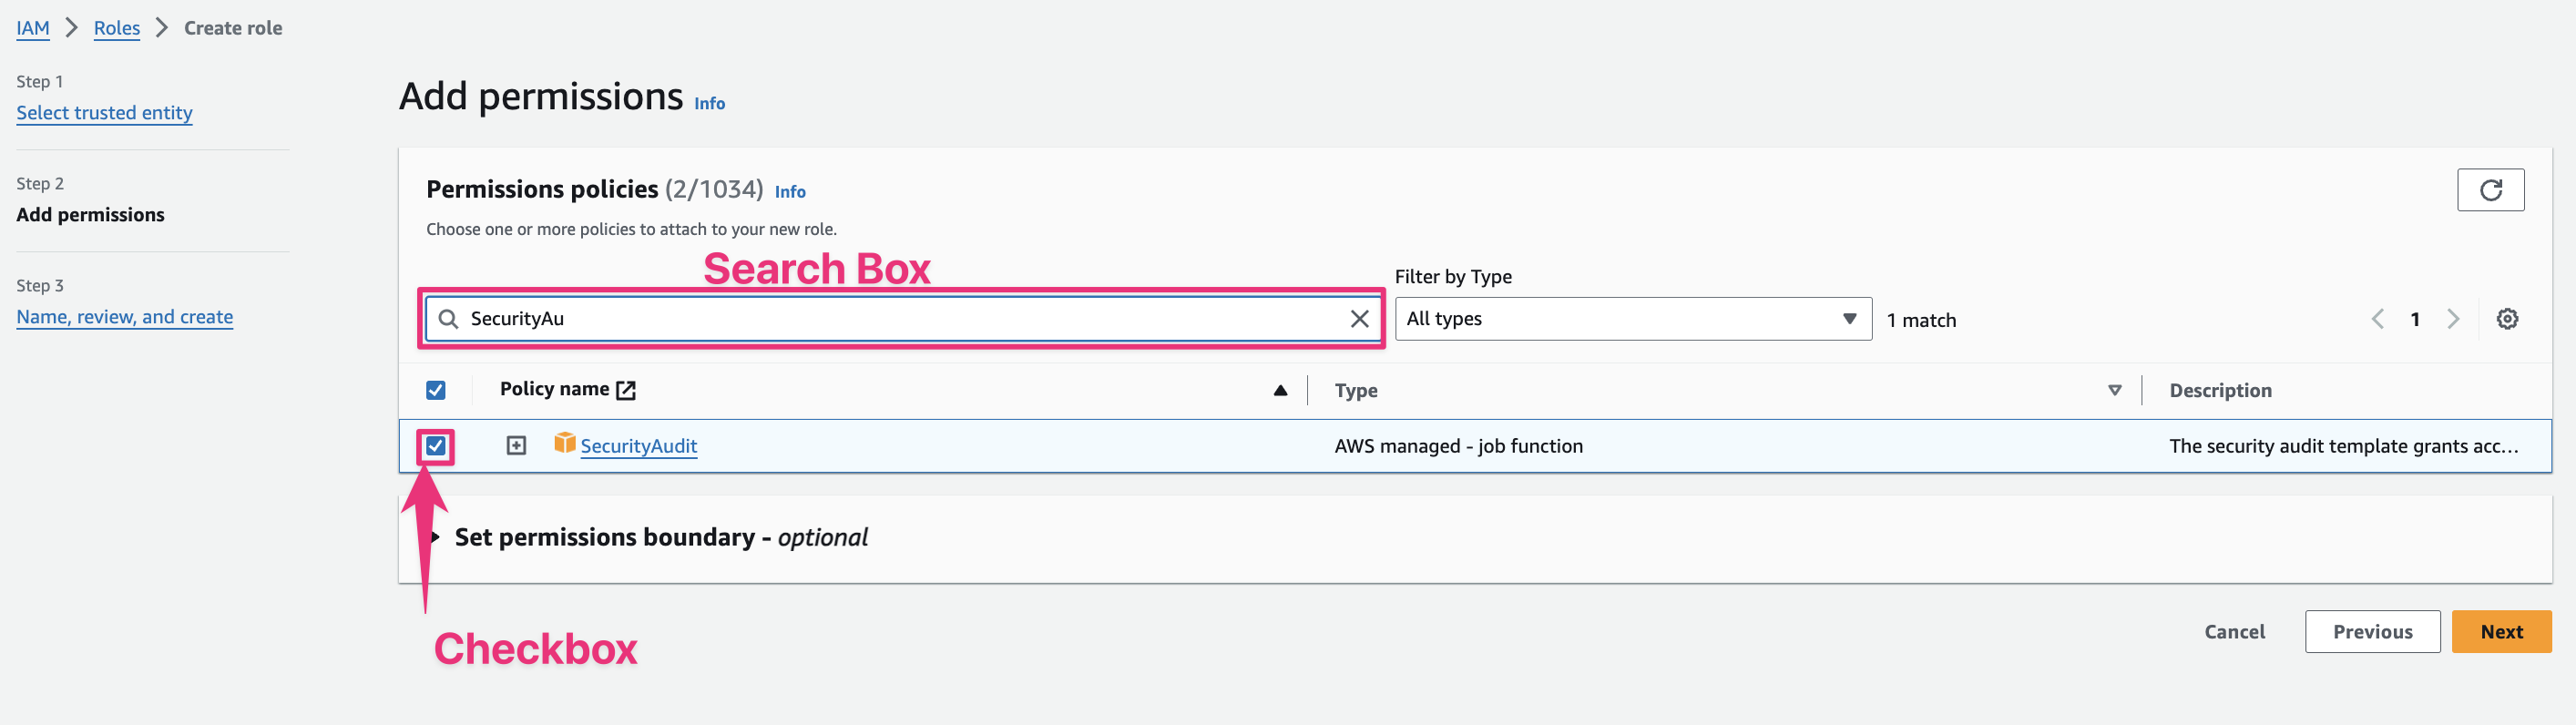 IAM > Roles > Create role
Step 1
Select trusted entity
Step 2
Add permissions
Step 3
Name, review, and create
Add permissions Info
Permissions policies (2/1034) Info
Choose one or more policies to attach to your new role.
Search Box
Filter by Type
SecurityAu
All types
1 match
1
Policy name
Type
Description
SecurityAudit
AWS managed - job function
The security audit template grants acc...
Set permissions boundary - optional
Checkbox
Cancel
Previous
Next